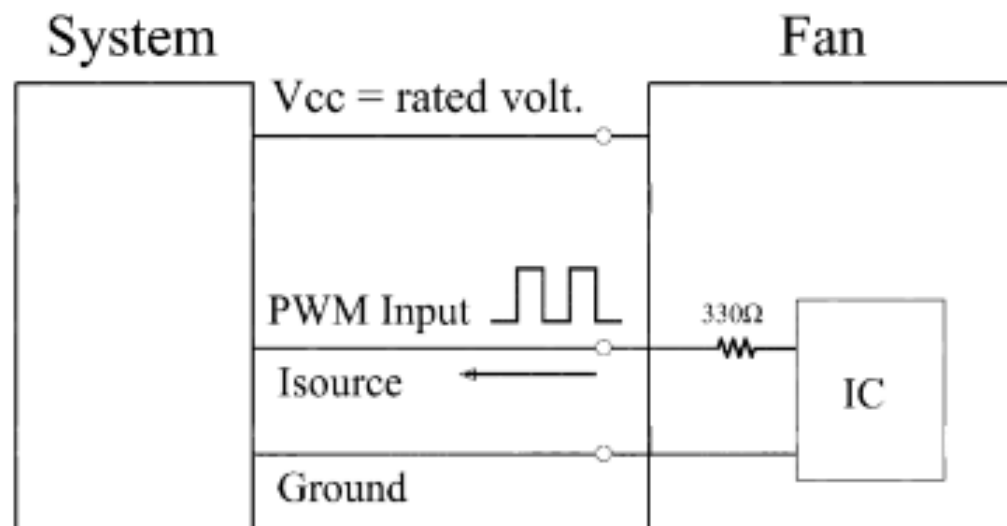 System
Fan
Vcc = rated volt.
PWM Input
330Ω
Isource
IC
Ground